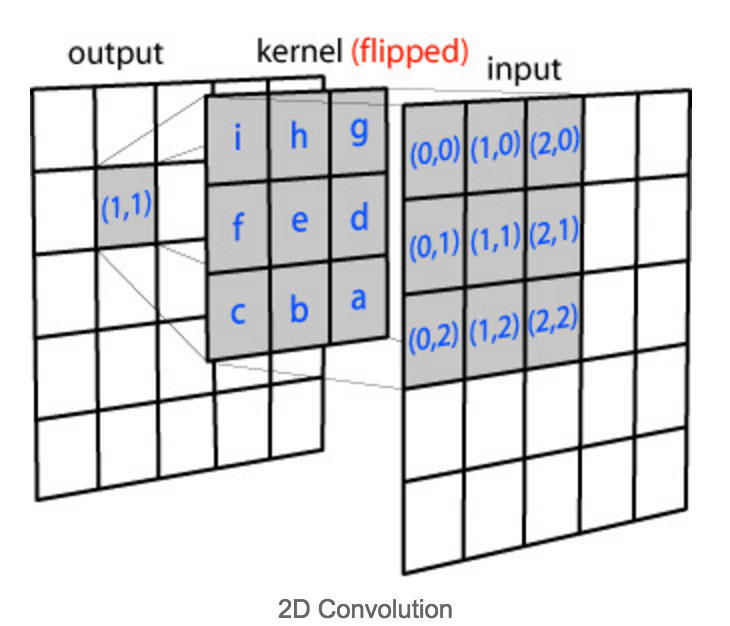 output
kernel (flipped)
input
i h g
f e d
c b a
(1,1)
(0,0) (1,0) (2,0)
(0,1) (1,1) (2,1)
(0,2) (1,2) (2,2)
2D Convolution